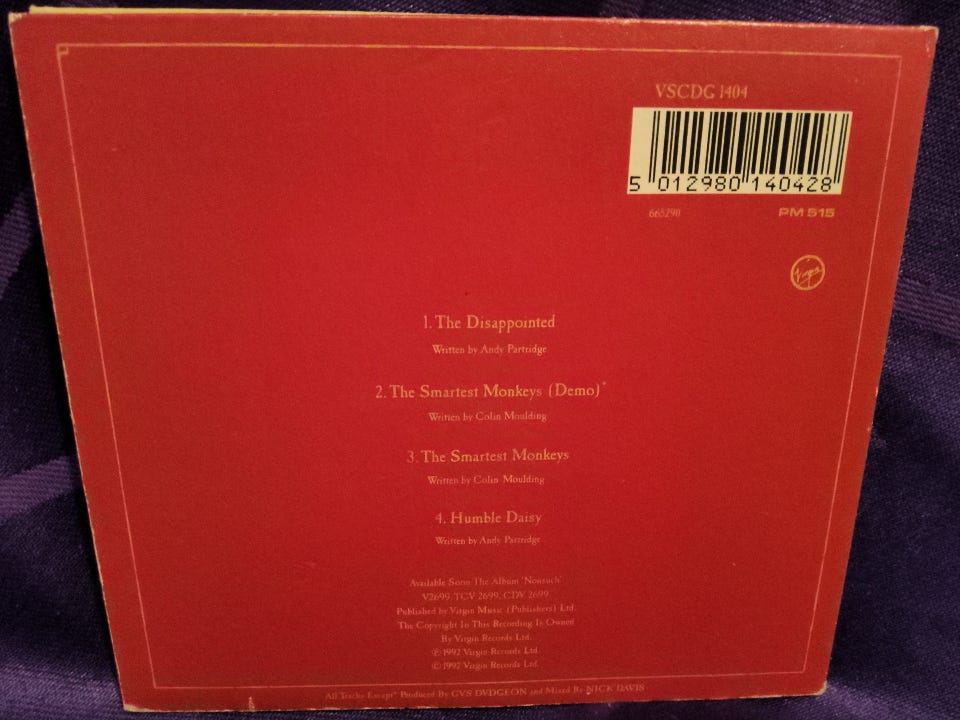 VSCDG 1404
5 012980 140428
665290 PM 515
Virgin
1. The Disappointed
Written by Andy Partridge
2. The Smartest Monkeys (Demo)*
Written by Colin Moulding
3. The Smartest Monkeys
Written by Colin Moulding
4. Humble Daisy
Written by Andy Partridge
Available Soon The Album 'Nonsuch'
V2699, TCV 2699, CDV 2699
Published by Virgin Music (Publishers) Ltd.
The Copyright In This Recording Is Owned
By Virgin Records Ltd.
℗ 1992 Virgin Records Ltd.
© 1992 Virgin Records Ltd.
All Tracks Except* Produced By GVS DVDGEON and Mixed By NICK DAVIS